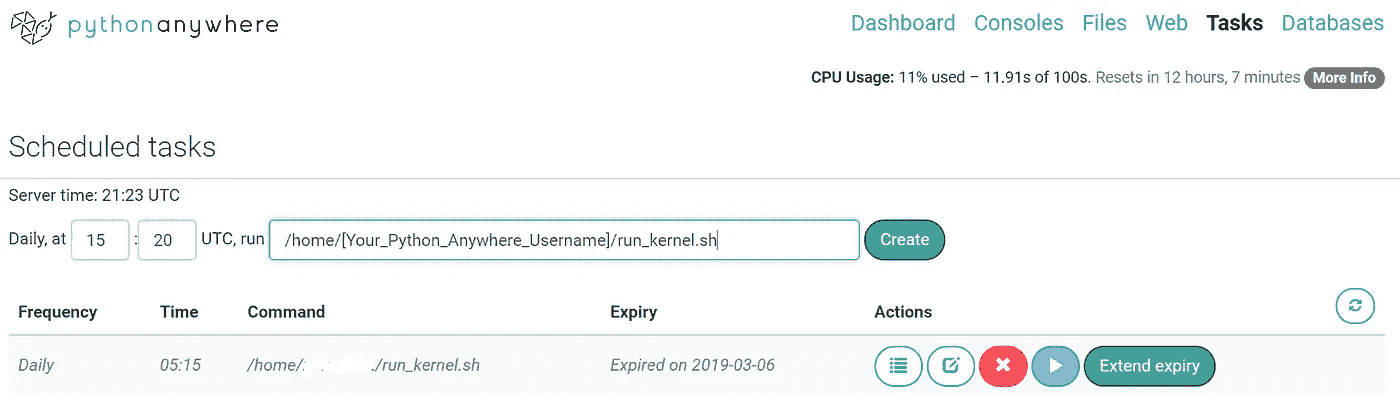 pythonanywhere
Dashboard Consoles Files Web Tasks Databases
CPU Usage: 11% used – 11.91s of 100s. Resets in 12 hours, 7 minutes More Info
Scheduled tasks
Server time: 21:23 UTC
Daily, at 15 : 20 UTC, run /home/[Your_Python_Anywhere_Username]/run_kernel.sh Create
Frequency Time Command Expiry Actions
Daily 05:15 /home/ /run_kernel.sh Expired on 2019-03-06 Extend expiry